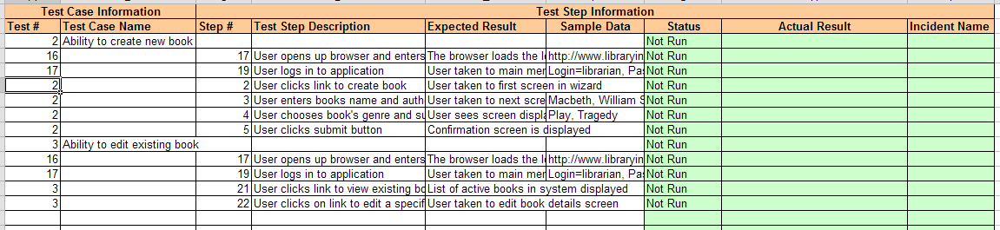 Test Case Information Test Step Information
Test # Test Case Name Step # Test Step Description Expected Result Sample Data Status Actual Result Incident Name
2 Ability to create new book Not Run
16 17 User opens up browser and enters The browser loads the http://www.libraryin Not Run
17 19 User logs in to application User taken to main Login=librarian, Not Run
2 2 User clicks link to create book User taken to first screen in wizard Not Run
2 3 User enters books name and User taken to next Macbeth, William Not Run
2 4 User chooses book's genre and User sees screen Play, Tragedy Not Run
2 5 User clicks submit button Confirmation screen is displayed Not Run
3 Ability to edit existing book Not Run
16 17 User opens up browser and enters The browser loads the http://www.libraryin Not Run
17 19 User logs in to application User taken to main Login=librarian, Not Run
3 21 User clicks link to view existing List of active books in system displayed Not Run
3 22 User clicks on link to edit a User taken to edit book details screen Not Run